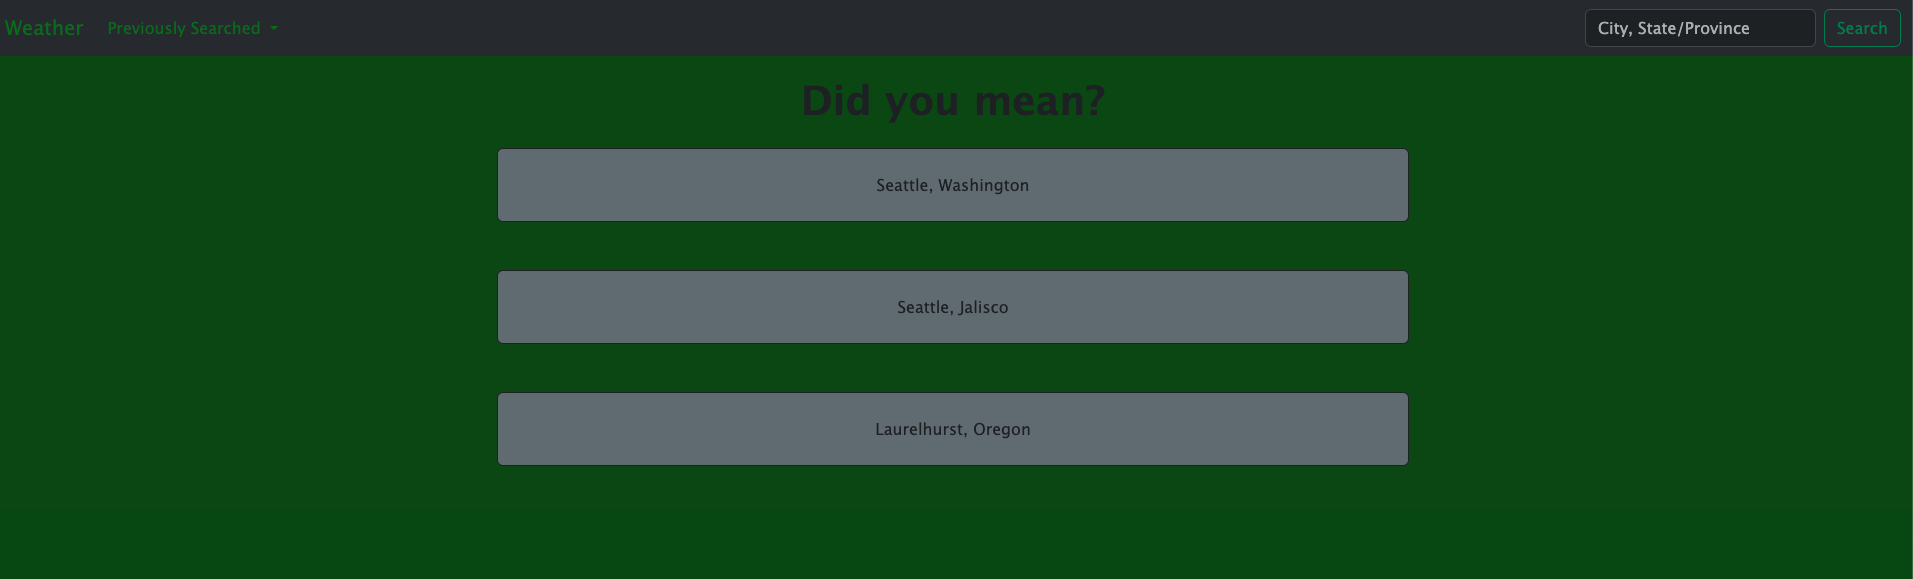 Weather Previously Searched City, State/Province Search
Did you mean?
Seattle, Washington
Seattle, Jalisco
Laurelhurst, Oregon